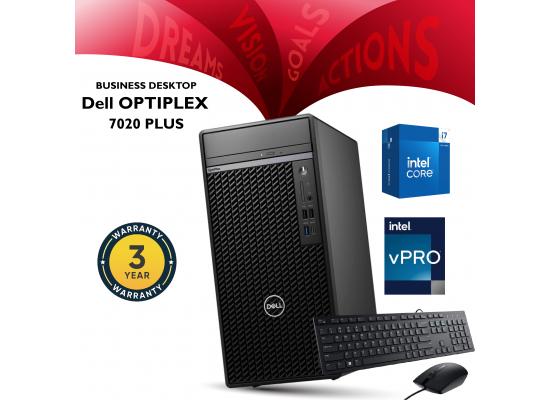 DREAMS
VISION
GOALS
ACTIONS
BUSINESS DESKTOP
Dell OPTIPLEX
7020 PLUS
WARRANTY
3
YEAR
WARRANTY
DELL
i7
intel
CORE
intel
vPRO